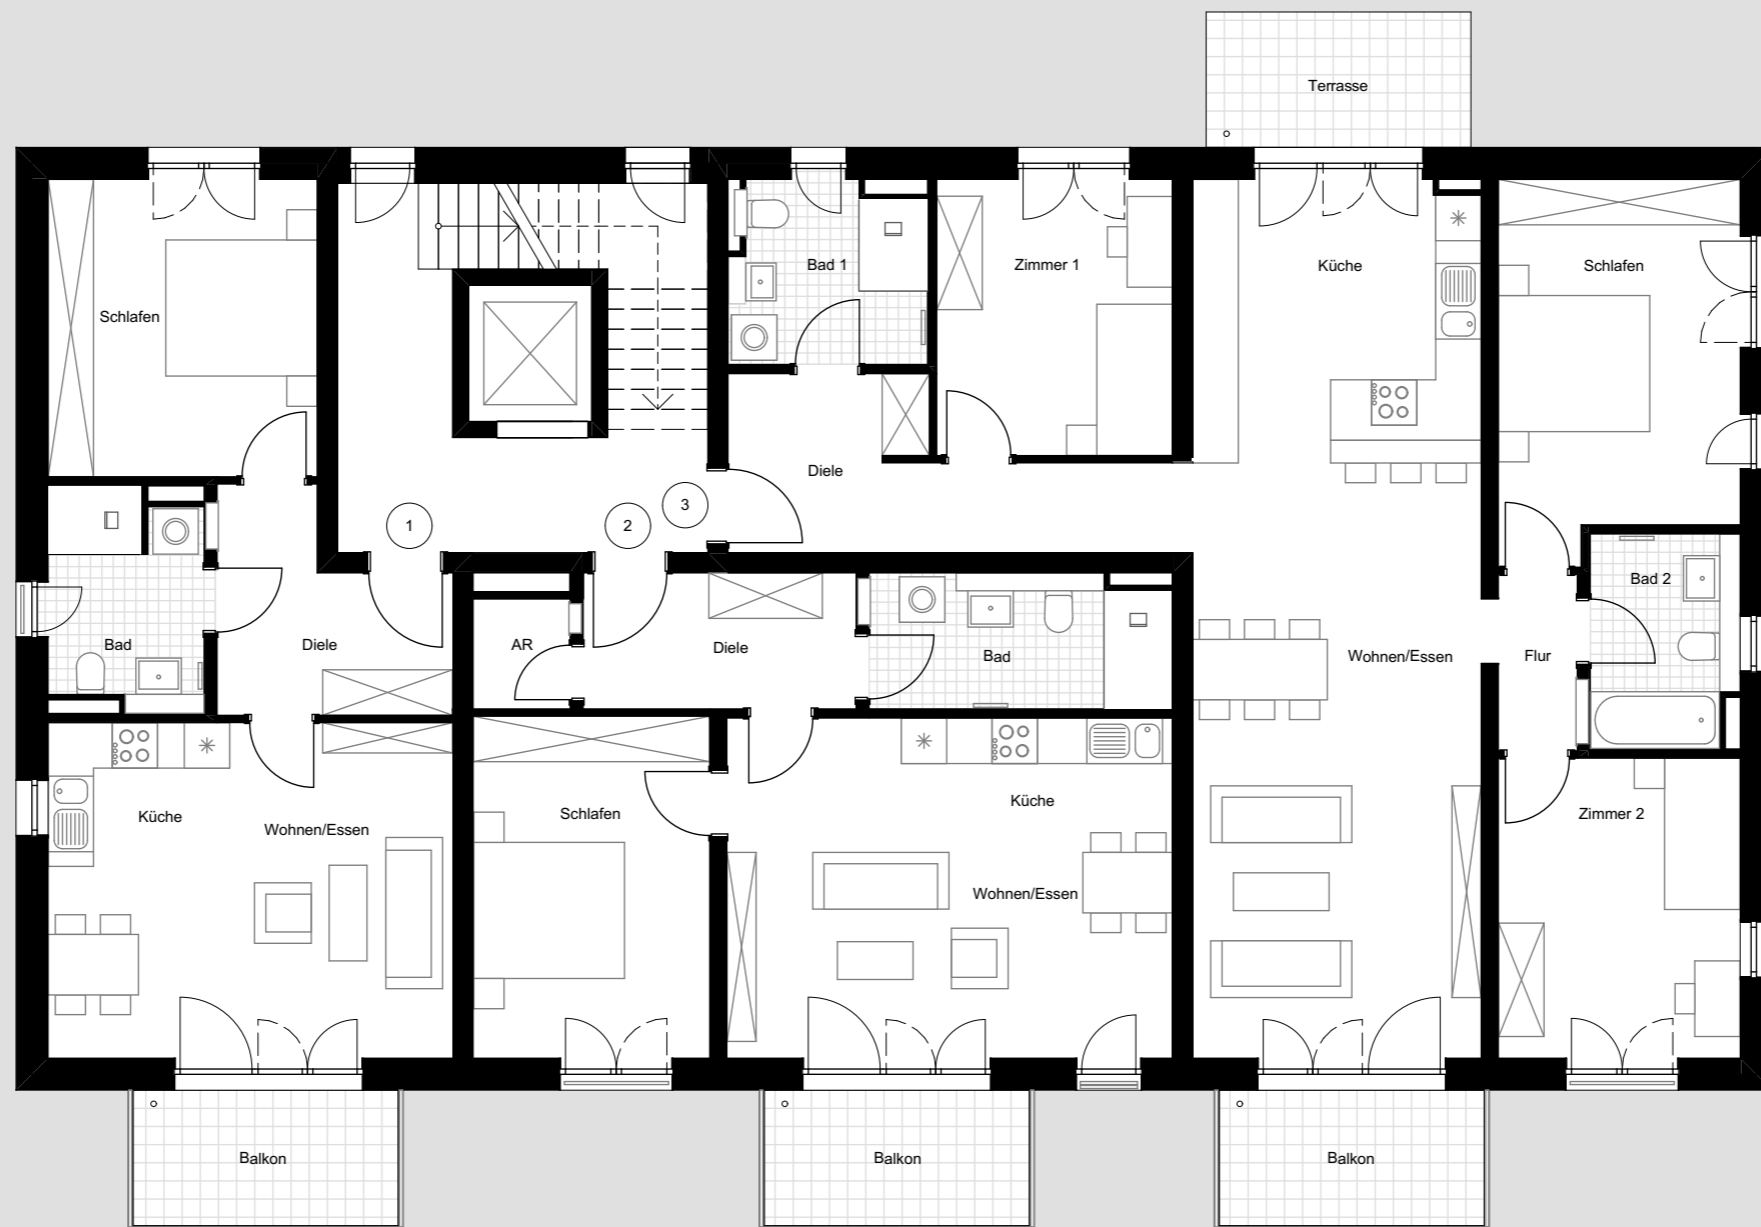 Terrasse
Bad 1
Zimmer 1
Küche
Schlafen
Schlafen
Diele
3
1
2
Bad 2
Bad
Diele
AR
Diele
Bad
Wohnen/Essen
Flur
Küche
Wohnen/Essen
Schlafen
Küche
Zimmer 2
Wohnen/Essen
Balkon
Balkon
Balkon